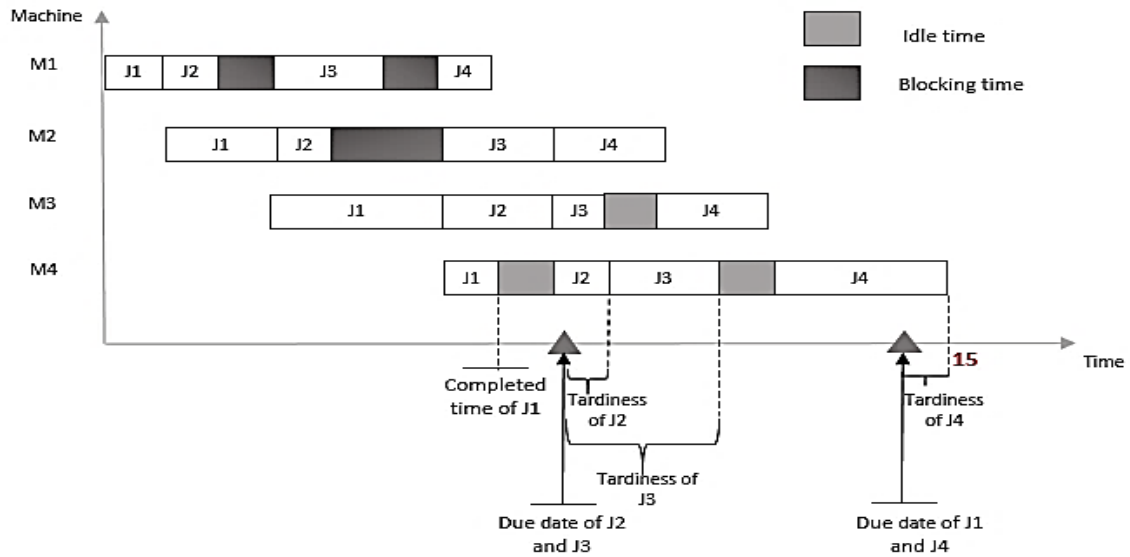 Machine
Idle time
Blocking time
M1
J1 J2 J3 J4
M2
J1 J2 J3 J4
M3
J1 J2 J3 J4
M4
J1 J2 J3 J4
15
Time
Completed
time of J1
Tardiness
of J2
Tardiness
of J4
Tardiness of
J3
Due date of J2
and J3
Due date of J1
and J4